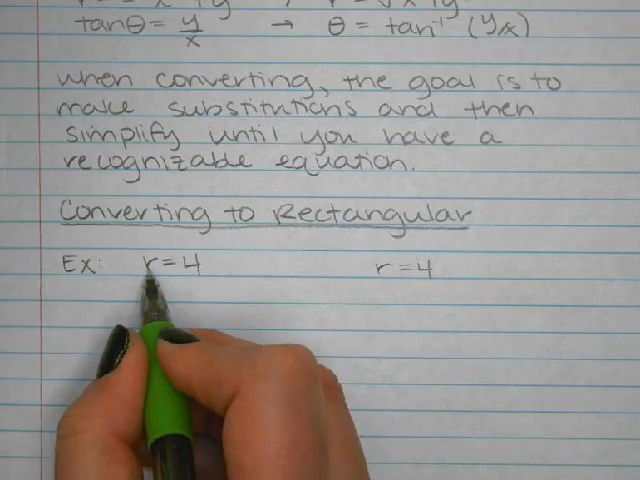 tanθ = y/x → θ = tan⁻¹ (y/x)
when converting, the goal is to
make substitutions and then
simplify until you have a
recognizable equation.
Converting to Rectangular
Ex: r=4 r=4